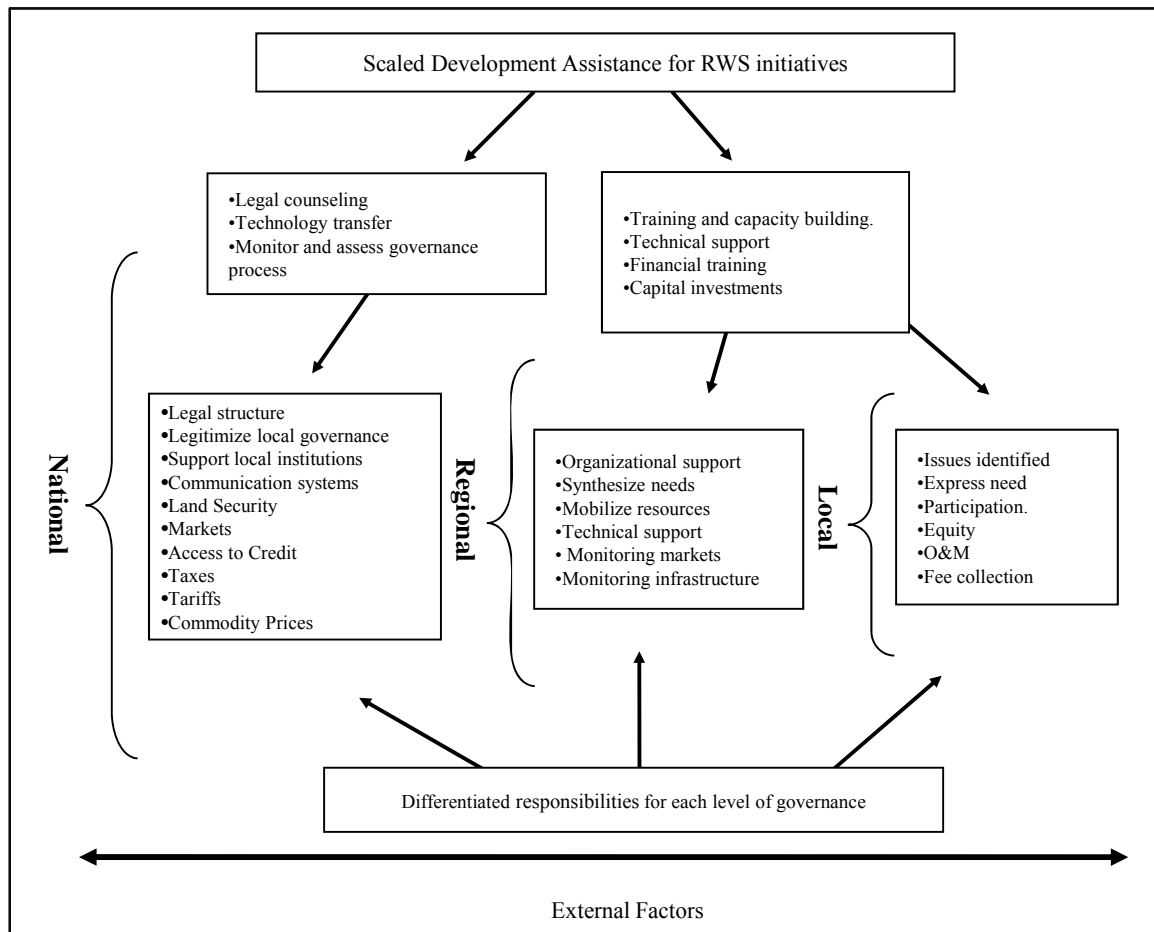 Scaled Development Assistance for RWS initiatives
•Legal counseling
•Technology transfer
•Monitor and assess governance
process
•Training and capacity building.
•Technical support
•Financial training
•Capital investments
National
•Legal structure
•Legitimize local governance
•Support local institutions
•Communication systems
•Land Security
•Markets
•Access to Credit
•Taxes
•Tariffs
•Commodity Prices
Regional
•Organizational support
•Synthesize needs
•Mobilize resources
•Technical support
• Monitoring markets
•Monitoring infrastructure
Local
•Issues identified
•Express need
•Participation.
•Equity
•O&M
•Fee collection
Differentiated responsibilities for each level of governance
External Factors